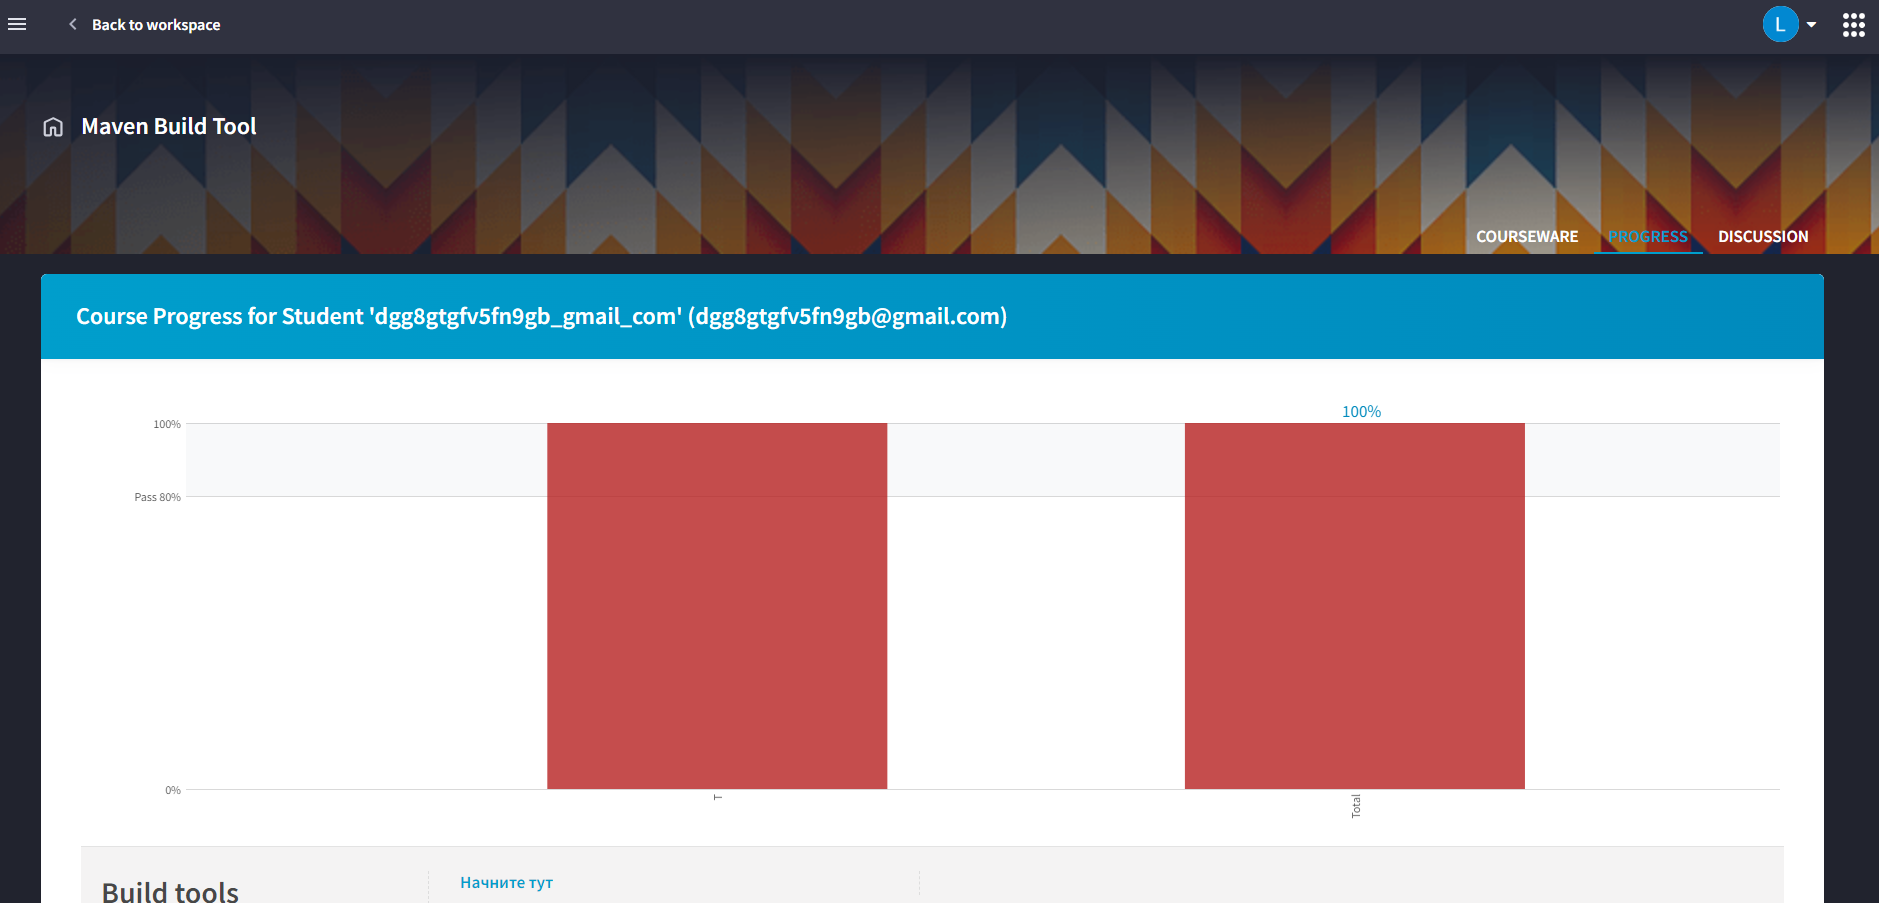 Back to workspace
L
Maven Build Tool
COURSEWARE
PROGRESS
DISCUSSION
Course Progress for Student 'dgg8gtgfv5fn9gb_gmail_com' (dgg8gtgfv5fn9gb@gmail.com)
100%
100%
Pass 80%
0%
T
Total
Build tools
Начните тут